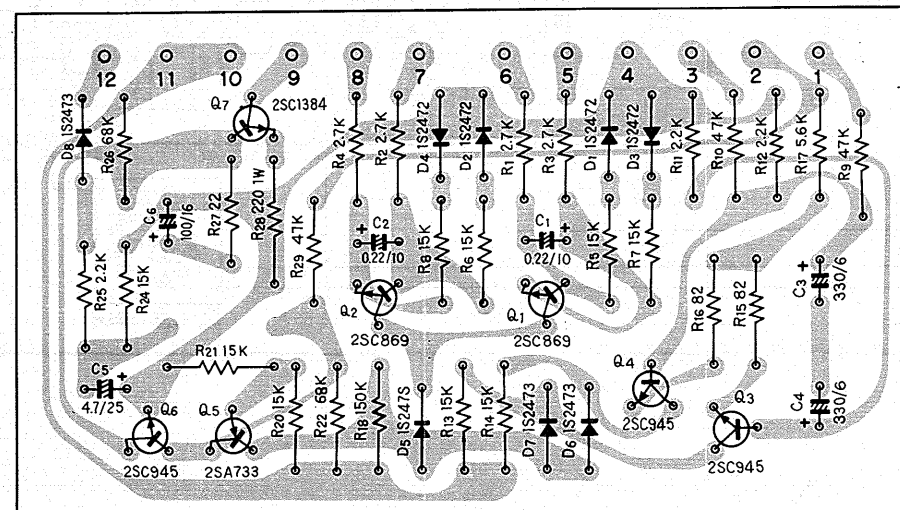 12 11 10 9 8 7 6 5 4 3 2 1
D8 1S2473
R26 68K
Q7 2SC1384
R4 2.7K
R2 2.7K
D4 1S2472
D2 1S2472
R1 2.7K
R3 2.7K
D1 1S2472
D3 1S2472
R11 2.2K
R10 4.7K
R12 2.2K
R17 5.6K
R9 47K
C6 100/16 +
R27 22
R28 220 1W
R29 47K
+ C2 0.22/10
R8 15K
R6 15K
C1 + 0.22/10
R5 15K
R7 15K
R25 2.2K
R24 15K
Q2
2SC869
Q1
2SC869
R16 82
R15 82
C3 + 330/6
R21 15K
C5 +
4.7/25
Q6
2SC945
Q5
2SA733
R20 15K
R22 68K
R18 150K
D5 1S2473
R13 15K
R14 15K
D7 1S2473
D6 1S2473
Q4
2SC945
Q3
2SC945
C4 + 330/6